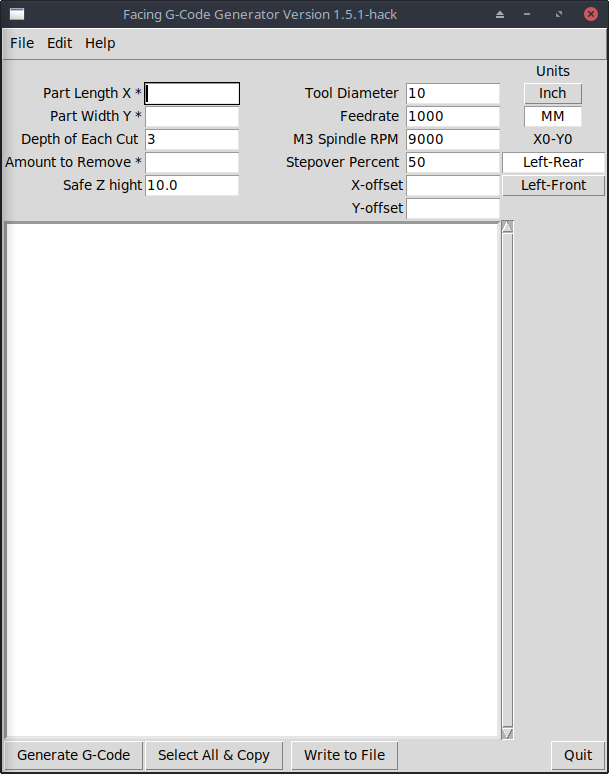 Facing G-Code Generator Version 1.5.1-hack
File Edit Help
Units
Part Length X * Tool Diameter 10 Inch
Part Width Y * Feedrate 1000 MM
Depth of Each Cut 3 M3 Spindle RPM 9000 X0-Y0
Amount to Remove * Stepover Percent 50 Left-Rear
Safe Z hight 10.0 X-offset Left-Front
Y-offset
Generate G-Code Select All & Copy Write to File Quit